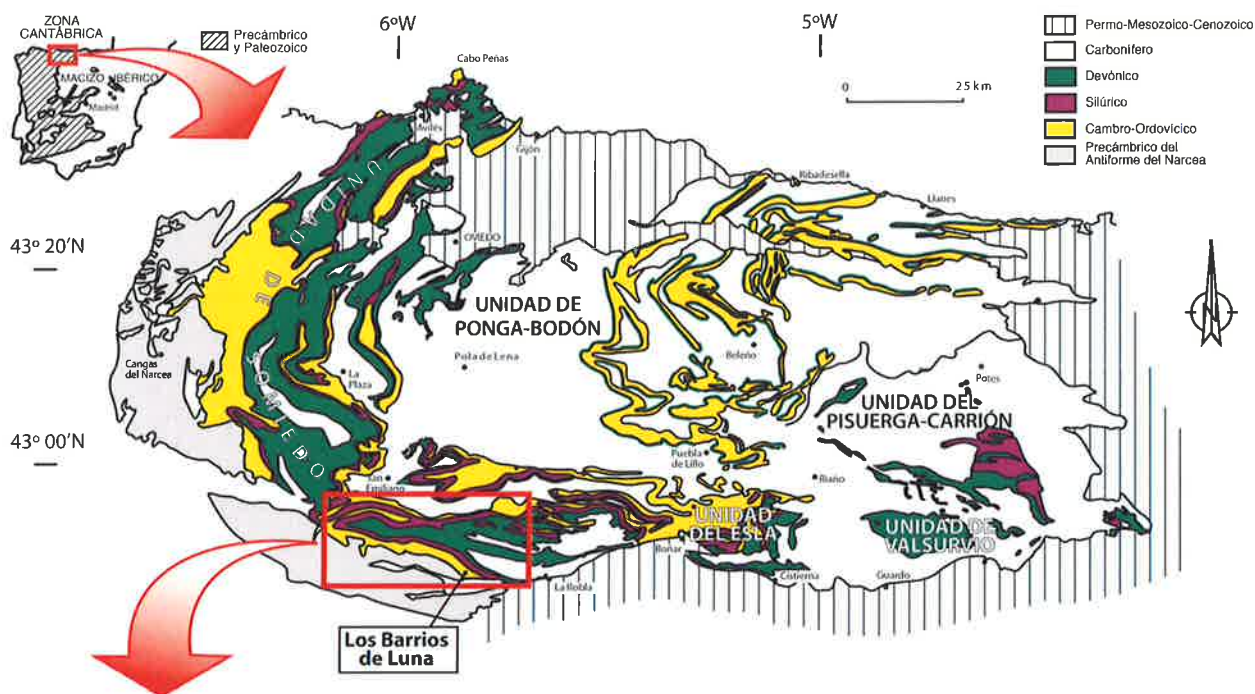 ZONA
CANTÁBRICA
Precámbrico
y Paleozoico
MACIZO IBÉRICO
Madrid
6º W
5º W
0
25 km
Permo-Mesozoico-Cenozoico
Carbonífero
Devónico
Silúrico
Cambro-Ordovícico
Precámbrico del
Antiforme del Narcea
Cabo Peñas
Avilés
Gijón
Ribadesella
Llanes
UNIDAD
DE
SOMIEDO
43º 20'N
OVIEDO
UNIDAD DE
PONGA-BODÓN
N
Cangas
del Narcea
La
Plaza
Pola de Lena
Beleño
Potes
UNIDAD DEL
PISUERGA-CARRIÓN
43º 00'N
San
Emiliano
Puebla
de Lillo
Riaño
UNIDAD
DEL ESLA
UNIDAD DE
VALSURVIO
Boñar
Cistierna
Guardo
La Robla
Los Barrios
de Luna